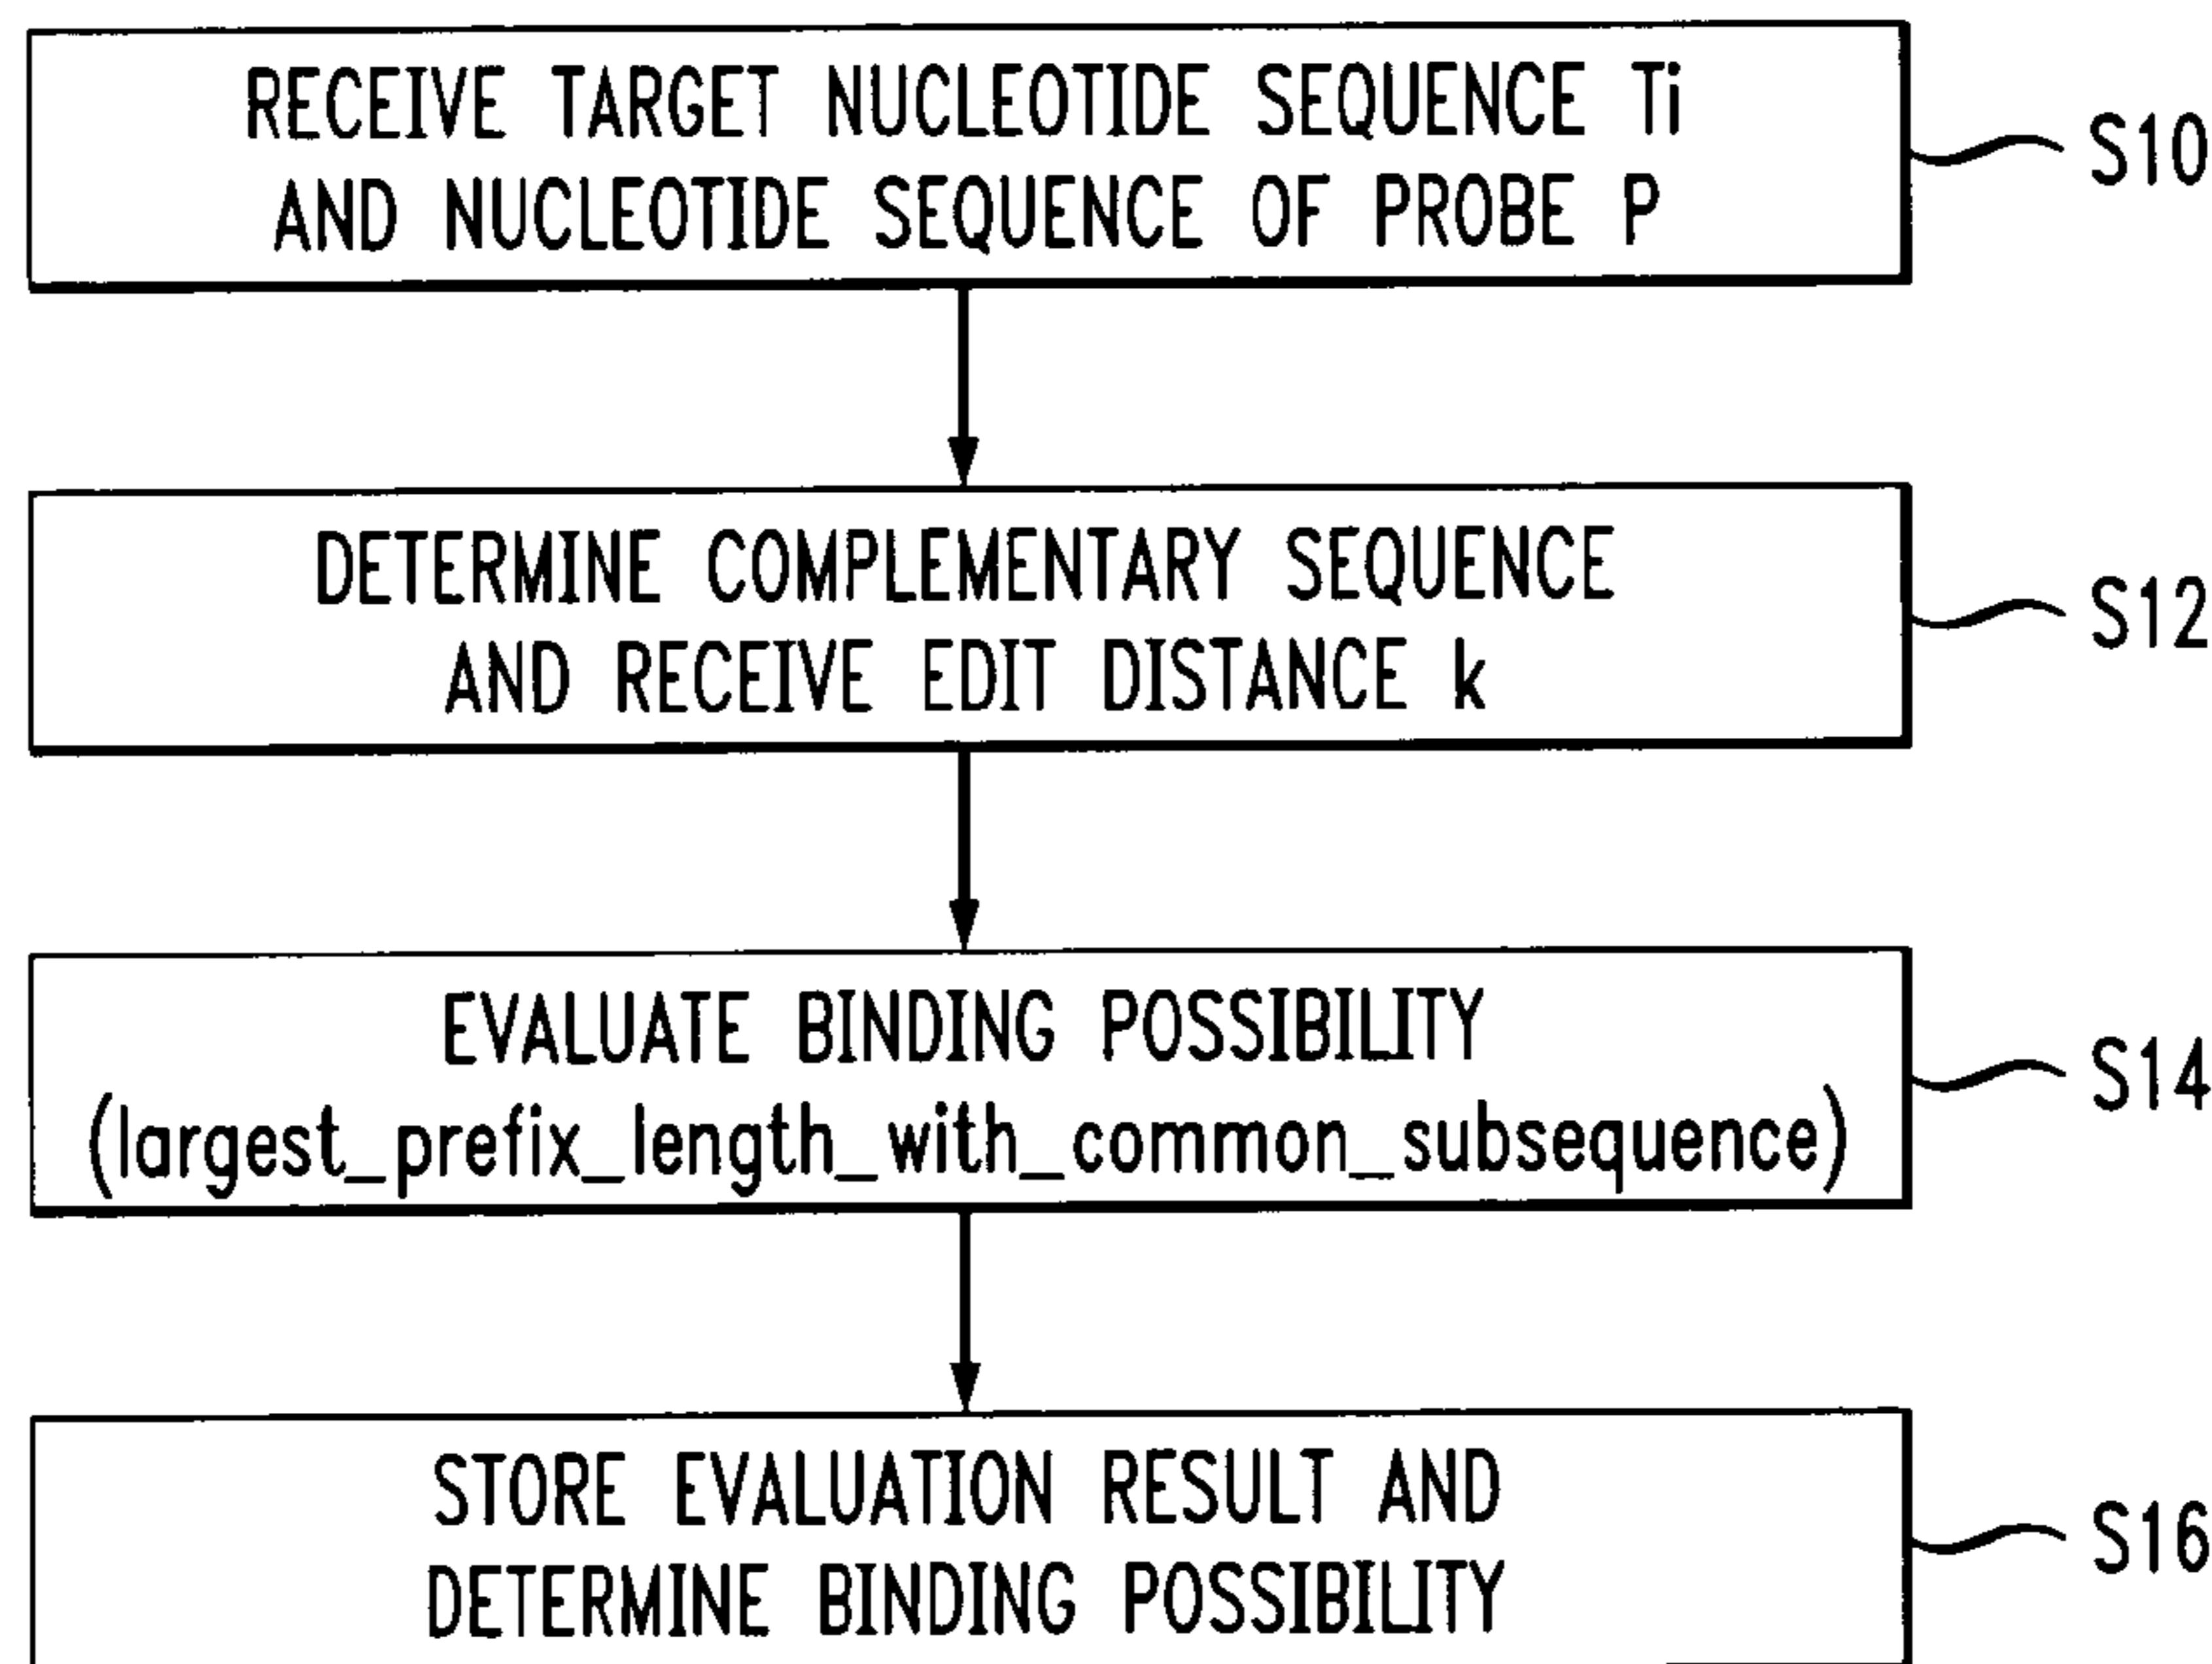 RECEIVE TARGET NUCLEOTIDE SEQUENCE Ti
AND NUCLEOTIDE SEQUENCE OF PROBE P
S10
DETERMINE COMPLEMENTARY SEQUENCE
AND RECEIVE EDIT DISTANCE k
S12
EVALUATE BINDING POSSIBILITY
(largest_prefix_length_with_common_subsequence)
S14
STORE EVALUATION RESULT AND
DETERMINE BINDING POSSIBILITY
S16